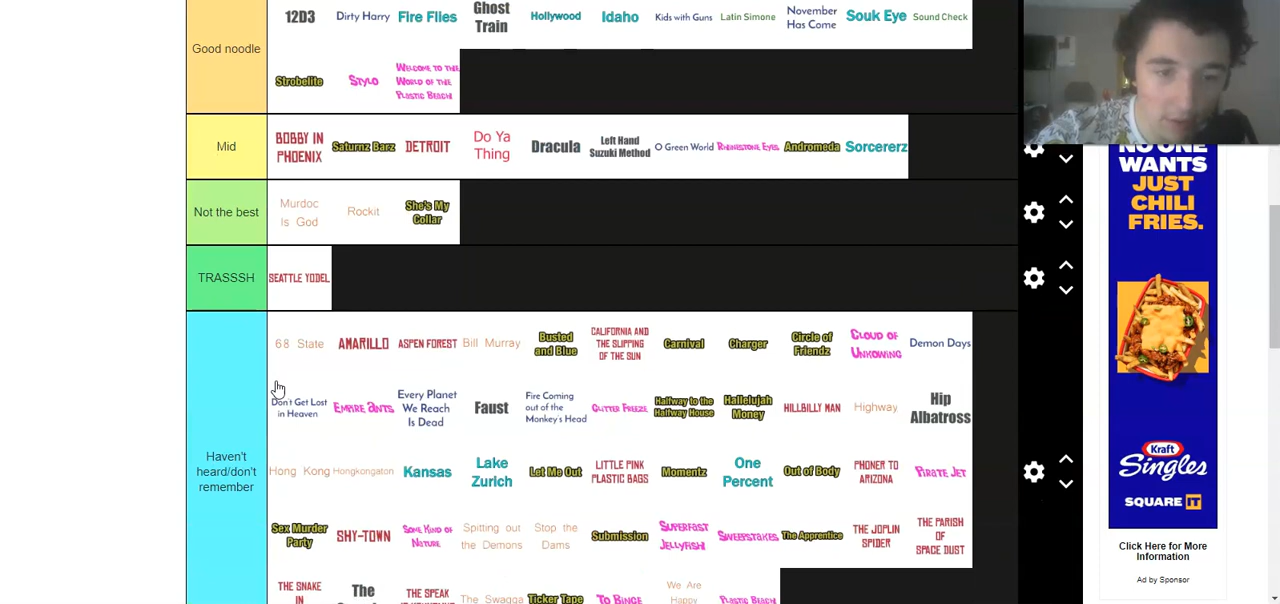 Good noodle
12D3
Dirty Harry
Fire Flies
Ghost
Train
Hollywood
Idaho
Kids with Guns
Latin Simone
November
Has Come
Souk Eye
Sound Check
Strobelite
Stylo
Welcome to the
World of the
Plastic Beach
Mid
BOBBY IN
PHOENIX
Saturnz Barz
DETROIT
Do Ya
Thing
Dracula
Left Hand
Suzuki Method
O Green World
Rhinestone Eyes
Andromeda
Sorcererz
Not the best
Murdoc
Is God
Rockit
She's My
Collar
TRASSSH
SEATTLE YODEL
Haven't
heard/don't
remember
68 State
AMARILLO
ASPEN FOREST
Bill Murray
Busted
and Blue
CALIFORNIA AND
THE SLIPPING
OF THE SUN
Carnival
Charger
Circle of
Friendz
Cloud of
Unknowing
Demon Days
Don't Get Lost
in Heaven
Empire Ants
Every Planet
We Reach
Is Dead
Faust
Fire Coming
out of the
Monkey's Head
Glitter Freeze
Halfway to the
Halfway House
Hallelujah
Money
HILLBILLY MAN
Highway
Hip
Albatross
Hong Kong
Hongkongaton
Kansas
Lake
Zurich
Let Me Out
LITTLE PINK
PLASTIC BAGS
Momentz
One
Percent
Out of Body
PHONER TO
ARIZONA
Pirate Jet
Sex Murder
Party
SHY-TOWN
Some Kind of
Nature
Spitting out
the Demons
Stop the
Dams
Submission
Superfast
Jellyfish
Sweepstakes
The Apprentice
THE JOPLIN
SPIDER
THE PARISH
OF
SPACE DUST
THE SNAKE
IN
The
THE SPEAK
The Swagga
Ticker Tape
To Binge
We Are
Happy
Plastic Beach
NO ONE
WANTS
JUST
CHILI
FRIES.
KRAFT
Singles
SQUARE IT
Click Here for More
Information
Ad by Sponsor